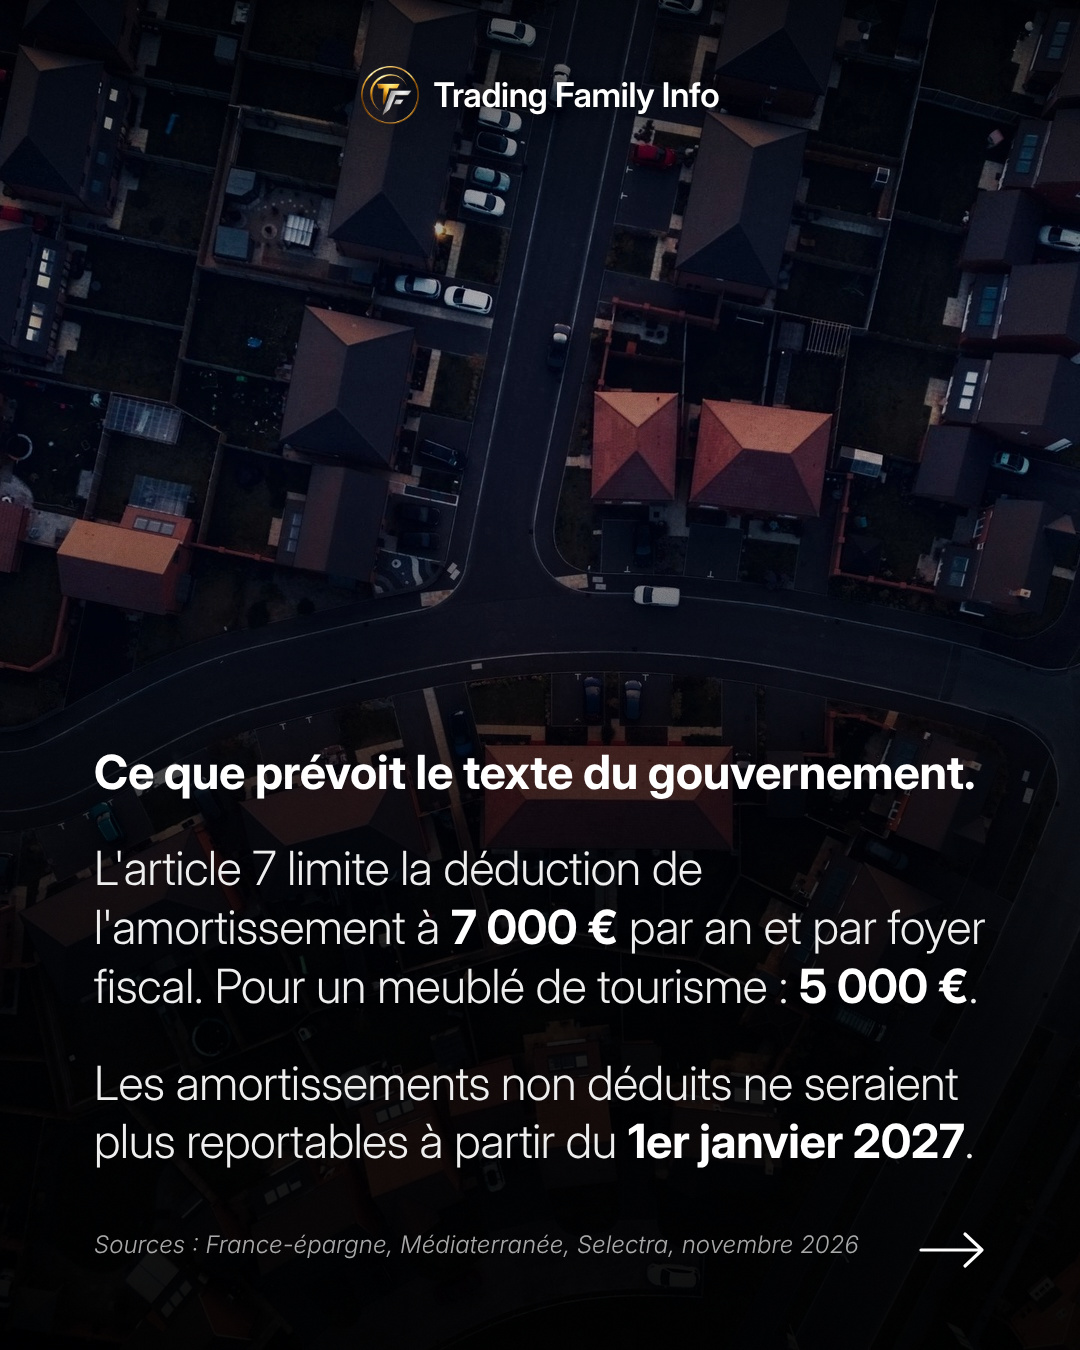 TF
Trading Family Info
Ce que prévoit le texte du gouvernement.
L'article 7 limite la déduction de
l'amortissement à 7 000 € par an et par foyer
fiscal. Pour un meublé de tourisme : 5 000 €.
Les amortissements non déduits ne seraient
plus reportables à partir du 1er janvier 2027.
Sources : France-épargne, Médiaterranée, Selectra, novembre 2026